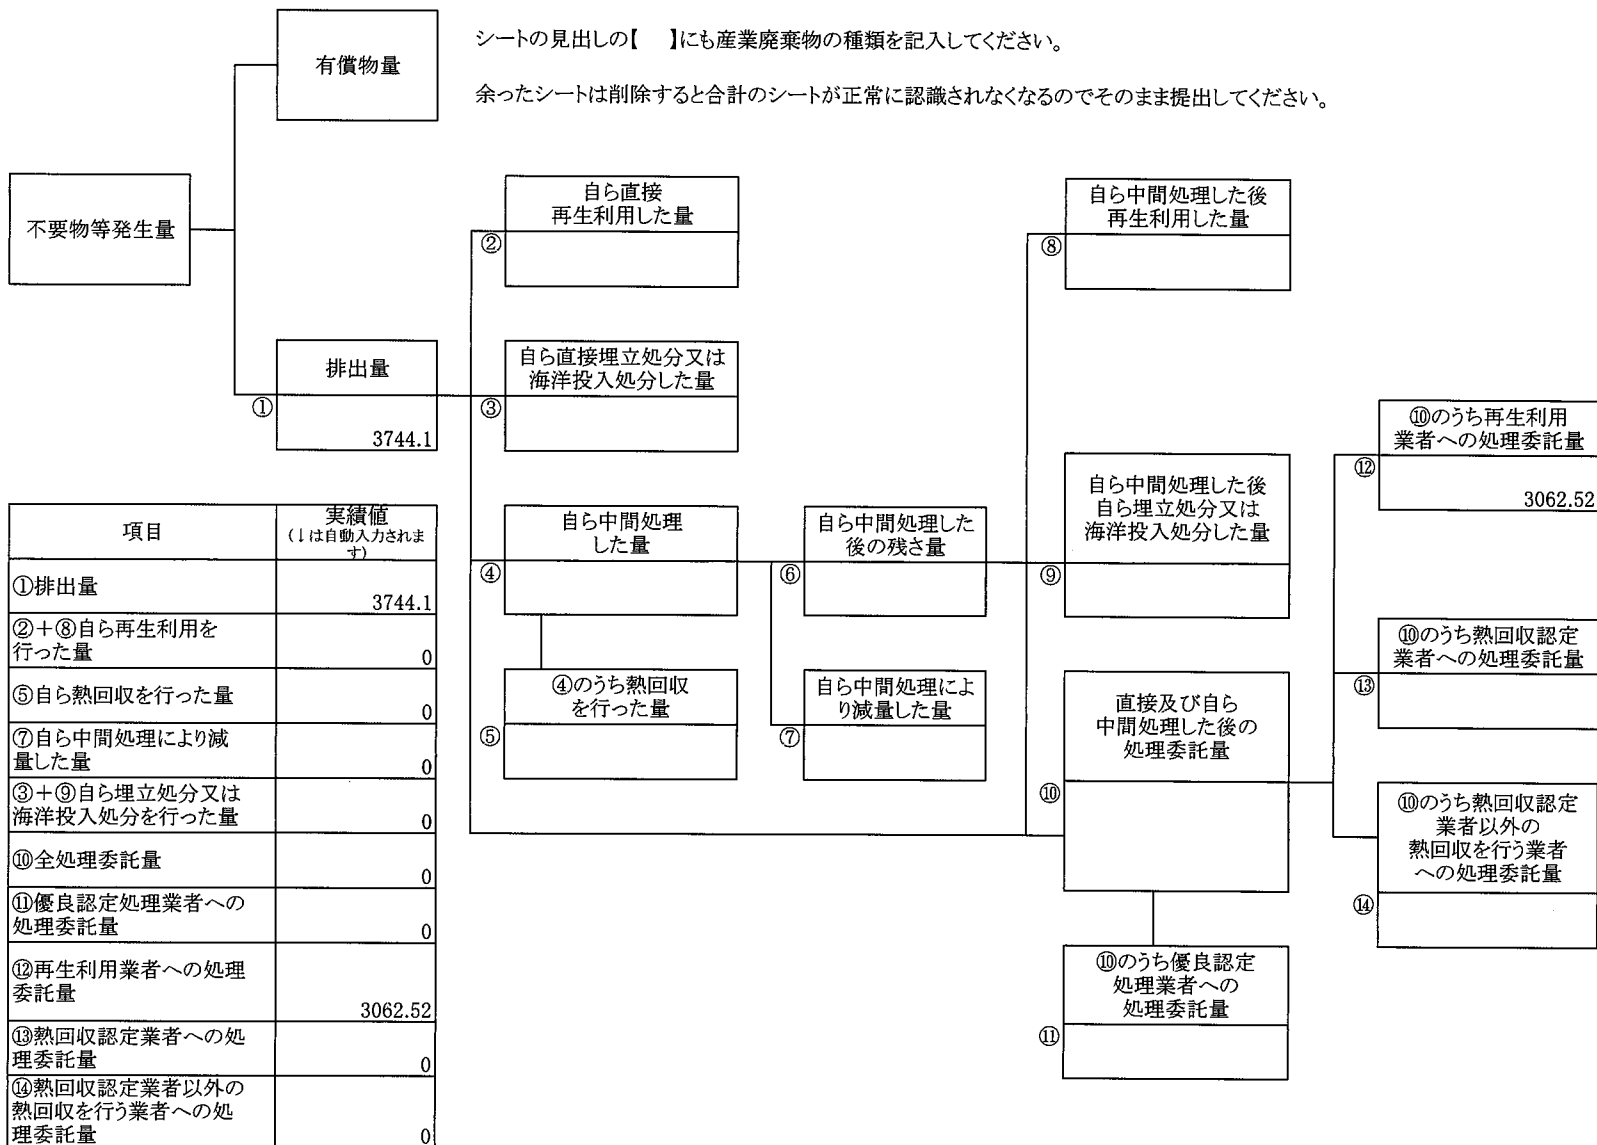 シートの見出しの【　】にも産業廃棄物の種類を記入してください。
余ったシートは削除すると合計のシートが正常に認識されなくなるのでそのまま提出してください。
有償物量
不要物等発生量
排出量
①
3744.1
自ら直接
再生利用した量
②
自ら直接埋立処分又は
海洋投入処分した量
③
自ら中間処理
した量
④
④のうち熱回収
を行った量
⑤
自ら中間処理した
後の残さ量
⑥
自ら中間処理によ
り減量した量
⑦
自ら中間処理した後
再生利用した量
⑧
自ら中間処理した後
自ら埋立処分又は
海洋投入処分した量
⑨
直接及び自ら
中間処理した後の
処理委託量
⑩
⑩のうち優良認定
処理業者への
処理委託量
⑪
⑩のうち再生利用
業者への処理委託量
⑫
3062.52
⑩のうち熱回収認定
業者への処理委託量
⑬
⑩のうち熱回収認定
業者以外の
熱回収を行う業者
への処理委託量
⑭
項目
実績値
(↓は自動入力されま
す)
①排出量
3744.1
②＋⑧自ら再生利用を
行った量
0
⑤自ら熱回収を行った量
0
⑦自ら中間処理により減
量した量
0
③＋⑨自ら埋立処分又は
海洋投入処分を行った量
0
⑩全処理委託量
0
⑪優良認定処理業者への
処理委託量
0
⑫再生利用業者への処理
委託量
3062.52
⑬熱回収認定業者への処
理委託量
0
⑭熱回収認定業者以外の
熱回収を行う業者への処
理委託量
0